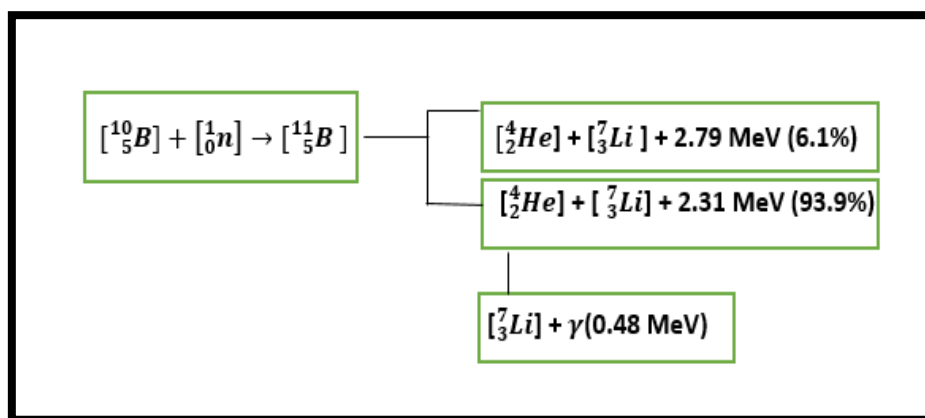 [¹⁰₅B] + [¹₀n] → [¹¹₅B ]
[⁴₂He] + [⁷₃Li ] + 2.79 MeV (6.1%)
[⁴₂He] + [ ⁷₃Li] + 2.31 MeV (93.9%)
[⁷₃Li] + γ(0.48 MeV)